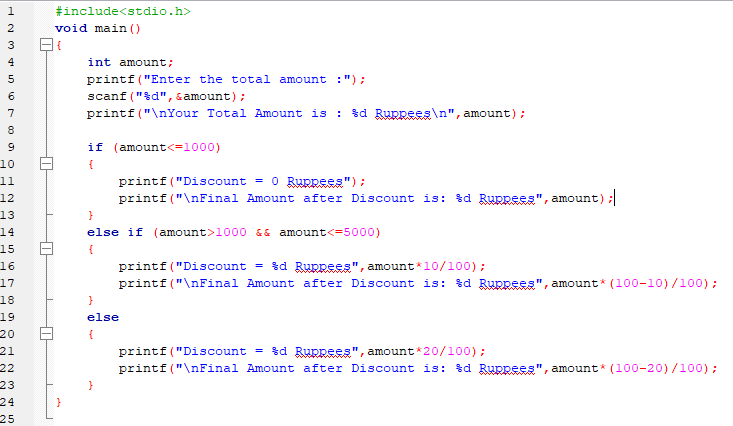 1 #include<stdio.h>
2 void main()
3 {
4 int amount;
5 printf("Enter the total amount :");
6 scanf("%d",&amount);
7 printf("\nYour Total Amount is : %d Ruppees\n",amount);
8
9 if (amount<=1000)
10 {
11 printf("Discount = 0 Ruppees");
12 printf("\nFinal Amount after Discount is: %d Ruppees",amount);
13 }
14 else if (amount>1000 && amount<=5000)
15 {
16 printf("Discount = %d Ruppees",amount*10/100);
17 printf("\nFinal Amount after Discount is: %d Ruppees",amount*(100-10)/100);
18 }
19 else
20 {
21 printf("Discount = %d Ruppees",amount*20/100);
22 printf("\nFinal Amount after Discount is: %d Ruppees",amount*(100-20)/100);
23 }
24 }
25